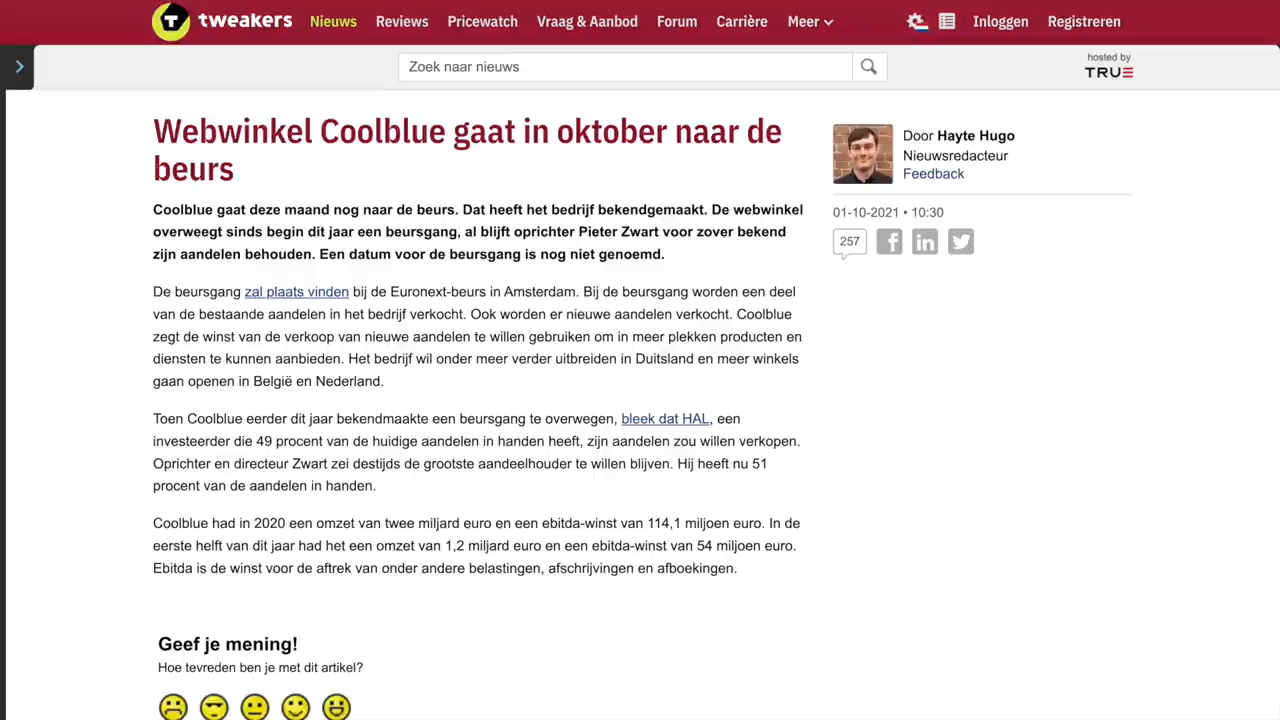 tweakers Nieuws Reviews Pricewatch Vraag & Aanbod Forum Carrière Meer Inloggen Registreren
Zoek naar nieuws
hosted by
TRUE
Webwinkel Coolblue gaat in oktober naar de
beurs
Coolblue gaat deze maand nog naar de beurs. Dat heeft het bedrijf bekendgemaakt. De webwinkel
overweegt sinds begin dit jaar een beursgang, al blijft oprichter Pieter Zwart voor zover bekend
zijn aandelen behouden. Een datum voor de beursgang is nog niet genoemd.
De beursgang zal plaats vinden bij de Euronext-beurs in Amsterdam. Bij de beursgang worden een deel
van de bestaande aandelen in het bedrijf verkocht. Ook worden er nieuwe aandelen verkocht. Coolblue
zegt de winst van de verkoop van nieuwe aandelen te willen gebruiken om in meer plekken producten en
diensten te kunnen aanbieden. Het bedrijf wil onder meer verder uitbreiden in Duitsland en meer winkels
gaan openen in België en Nederland.
Toen Coolblue eerder dit jaar bekendmaakte een beursgang te overwegen, bleek dat HAL, een
investeerder die 49 procent van de huidige aandelen in handen heeft, zijn aandelen zou willen verkopen.
Oprichter en directeur Zwart zei destijds de grootste aandeelhouder te willen blijven. Hij heeft nu 51
procent van de aandelen in handen.
Coolblue had in 2020 een omzet van twee miljard euro en een ebitda-winst van 114,1 miljoen euro. In de
eerste helft van dit jaar had het een omzet van 1,2 miljard euro en een ebitda-winst van 54 miljoen euro.
Ebitda is de winst voor de aftrek van onder andere belastingen, afschrijvingen en afboekingen.
Door Hayte Hugo
Nieuwsredacteur
Feedback
01-10-2021 • 10:30
257
Geef je mening!
Hoe tevreden ben je met dit artikel?